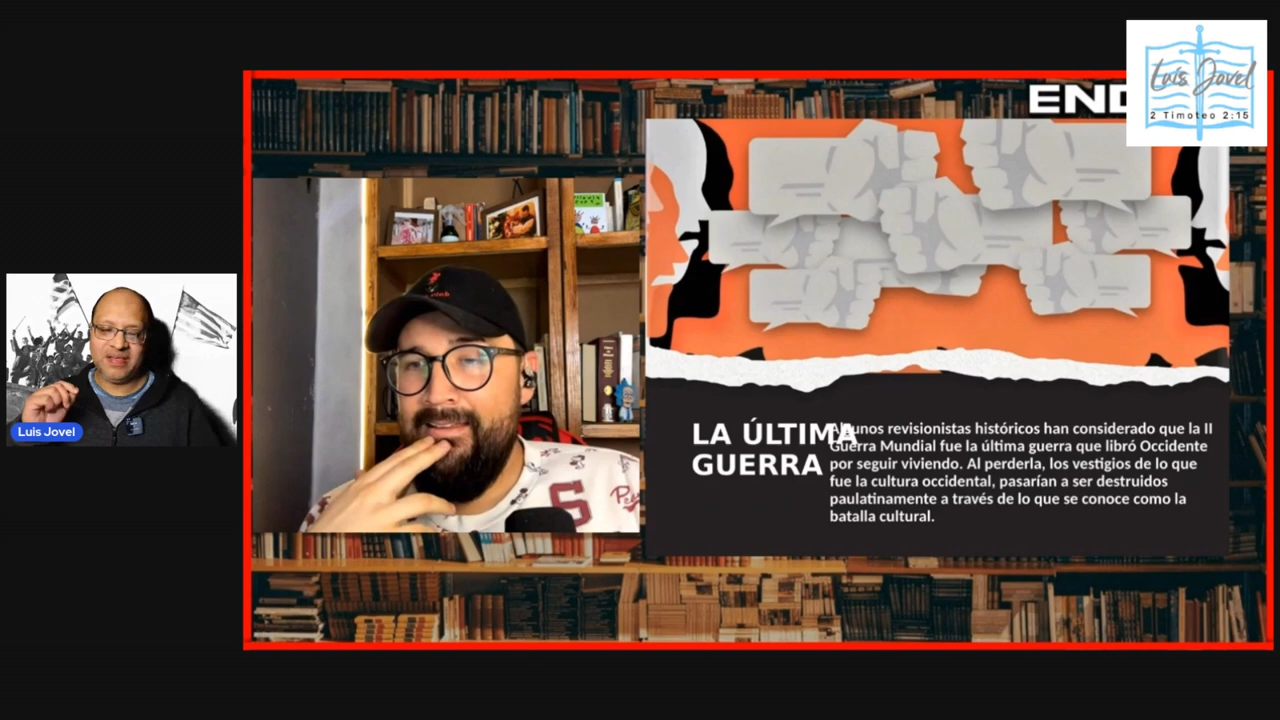 Luis Jovel
2 Timoteo 2:15
END
LA ÚLTIMA
GUERRA
Algunos revisionistas históricos han considerado que la II
Guerra Mundial fue la última guerra que libró Occidente
por seguir viviendo. Al perderla, los vestigios de lo que
fue la cultura occidental, pasarían a ser destruidos
paulatinamente a través de lo que se conoce como la
batalla cultural.
S
Luis Jovel